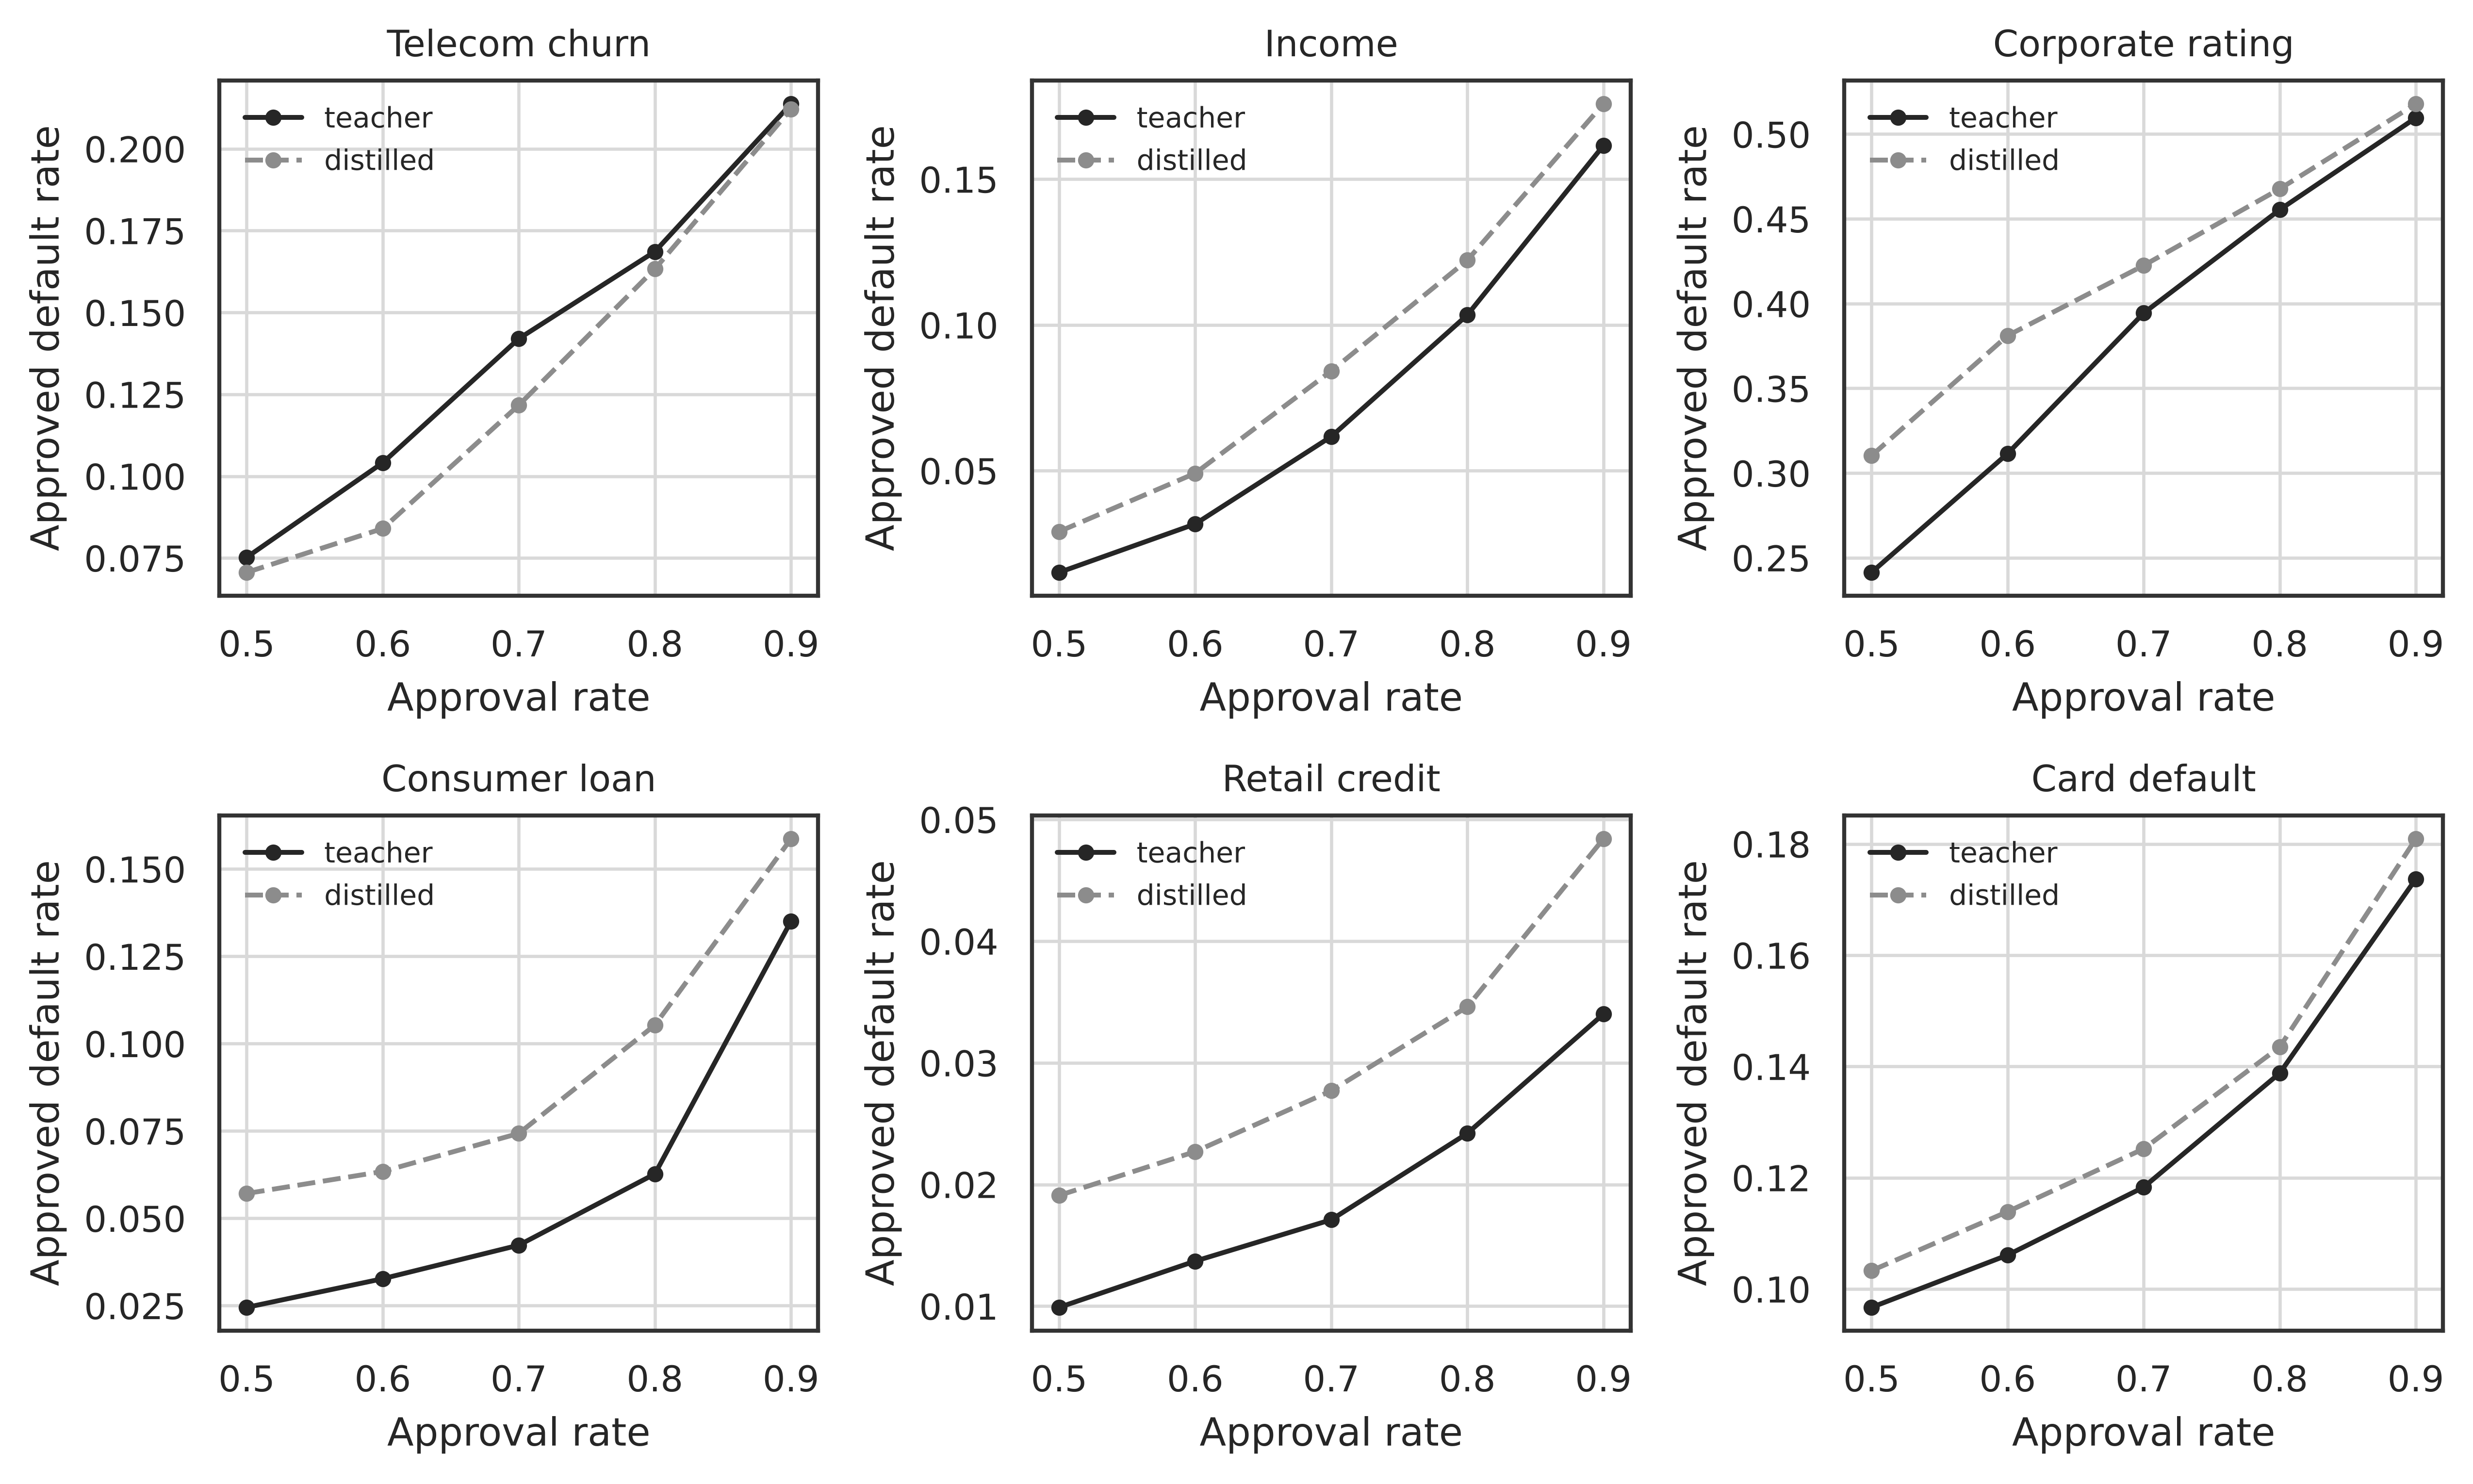 Telecom churn
Approved default rate
0.200
0.175
0.150
0.125
0.100
0.075
teacher
distilled
0.5 0.6 0.7 0.8 0.9
Approval rate
Income
Approved default rate
0.15
0.10
0.05
teacher
distilled
0.5 0.6 0.7 0.8 0.9
Approval rate
Corporate rating
Approved default rate
0.50
0.45
0.40
0.35
0.30
0.25
teacher
distilled
0.5 0.6 0.7 0.8 0.9
Approval rate
Consumer loan
Approved default rate
0.150
0.125
0.100
0.075
0.050
0.025
teacher
distilled
0.5 0.6 0.7 0.8 0.9
Approval rate
Retail credit
Approved default rate
0.05
0.04
0.03
0.02
0.01
teacher
distilled
0.5 0.6 0.7 0.8 0.9
Approval rate
Card default
Approved default rate
0.18
0.16
0.14
0.12
0.10
teacher
distilled
0.5 0.6 0.7 0.8 0.9
Approval rate